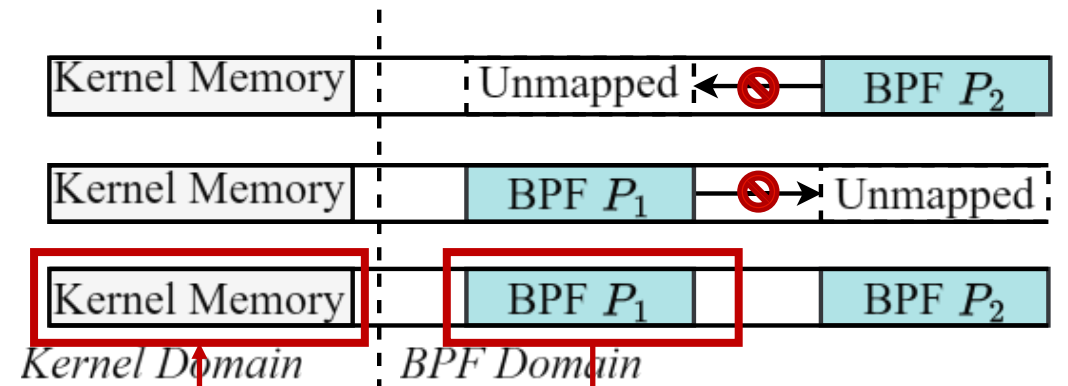 Kernel Memory Unmapped BPF P2
Kernel Memory BPF P1 Unmapped
Kernel Memory BPF P1 BPF P2
Kernel Domain BPF Domain